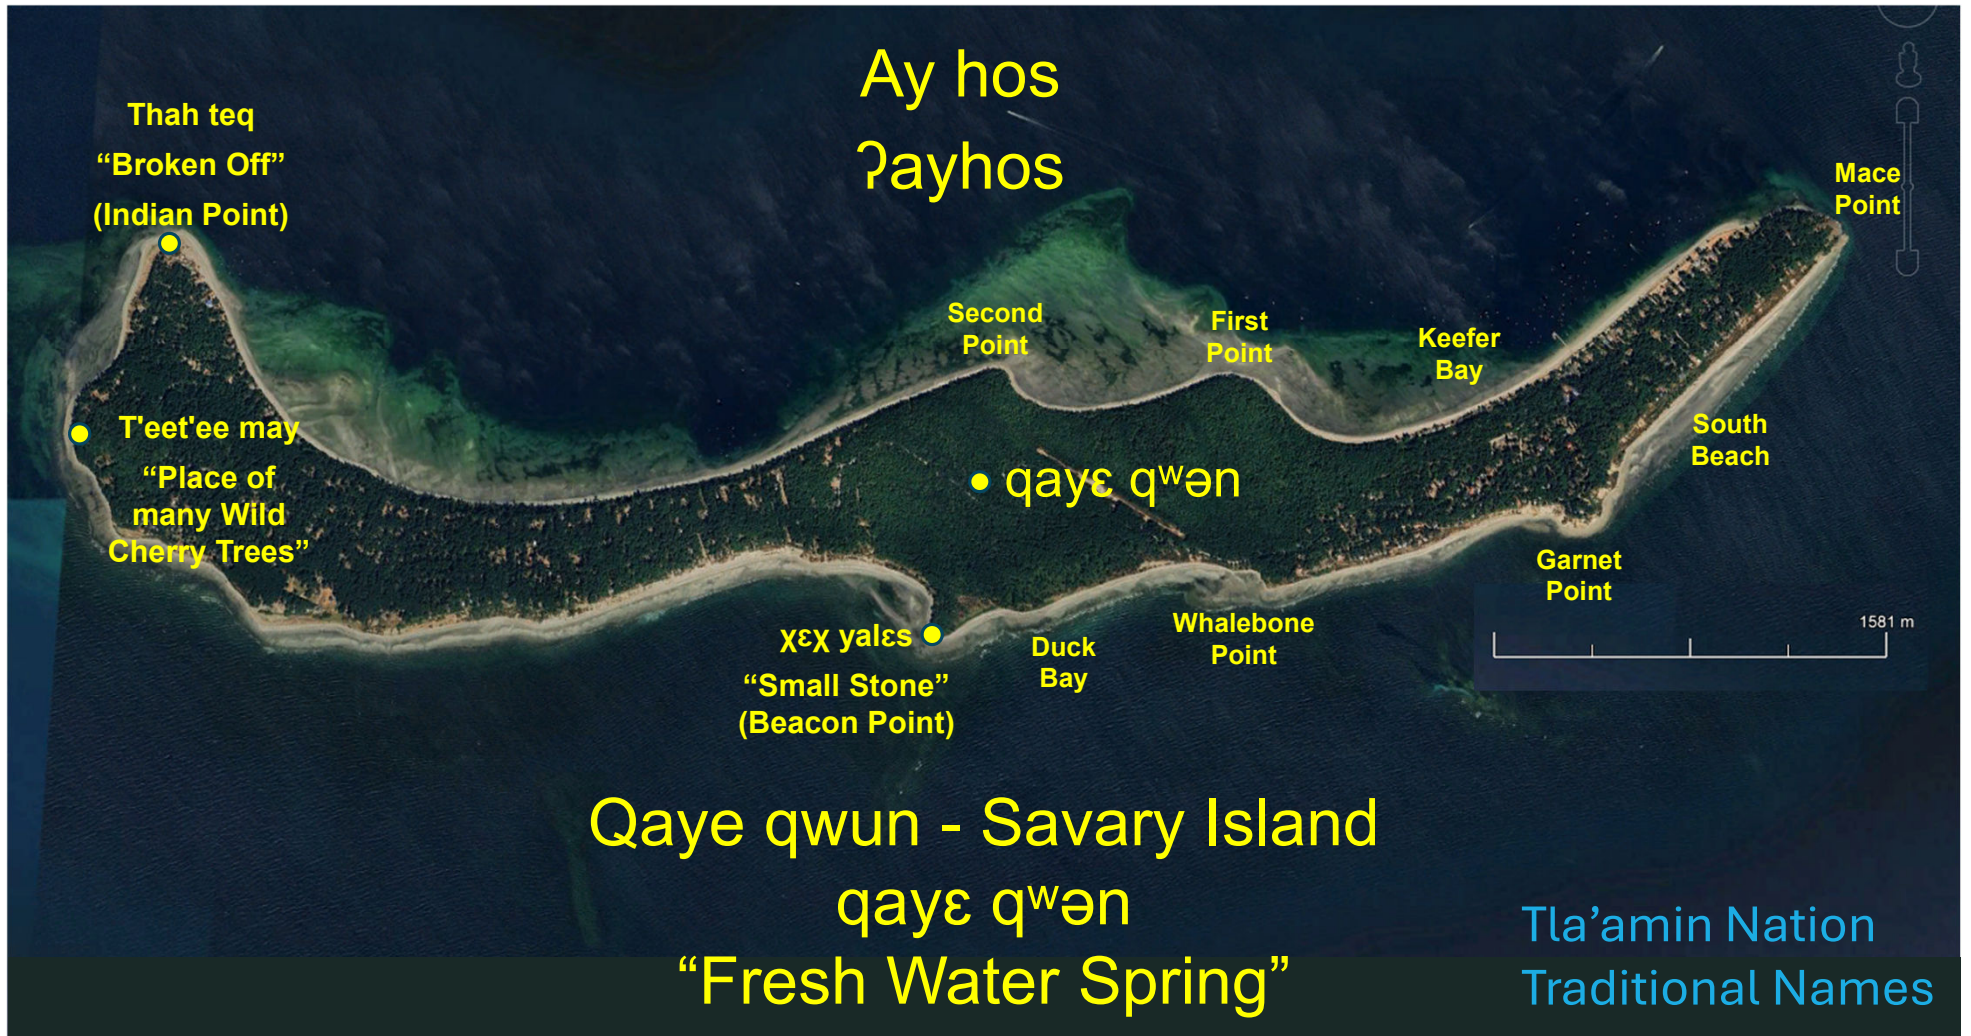 Ay hos
ʔayhos
Thah teq
“Broken Off”
(Indian Point)
Mace
Point
Second
Point
First
Point
Keefer
Bay
T'eet'ee may
“Place of
many Wild
Cherry Trees”
South
Beach
qayɛ qʷən
Garnet
Point
χɛχ yalɛs
“Small Stone”
(Beacon Point)
Duck
Bay
Whalebone
Point
1581 m
Qaye qwun - Savary Island
qayɛ qʷən
“Fresh Water Spring”
Tla’amin Nation
Traditional Names